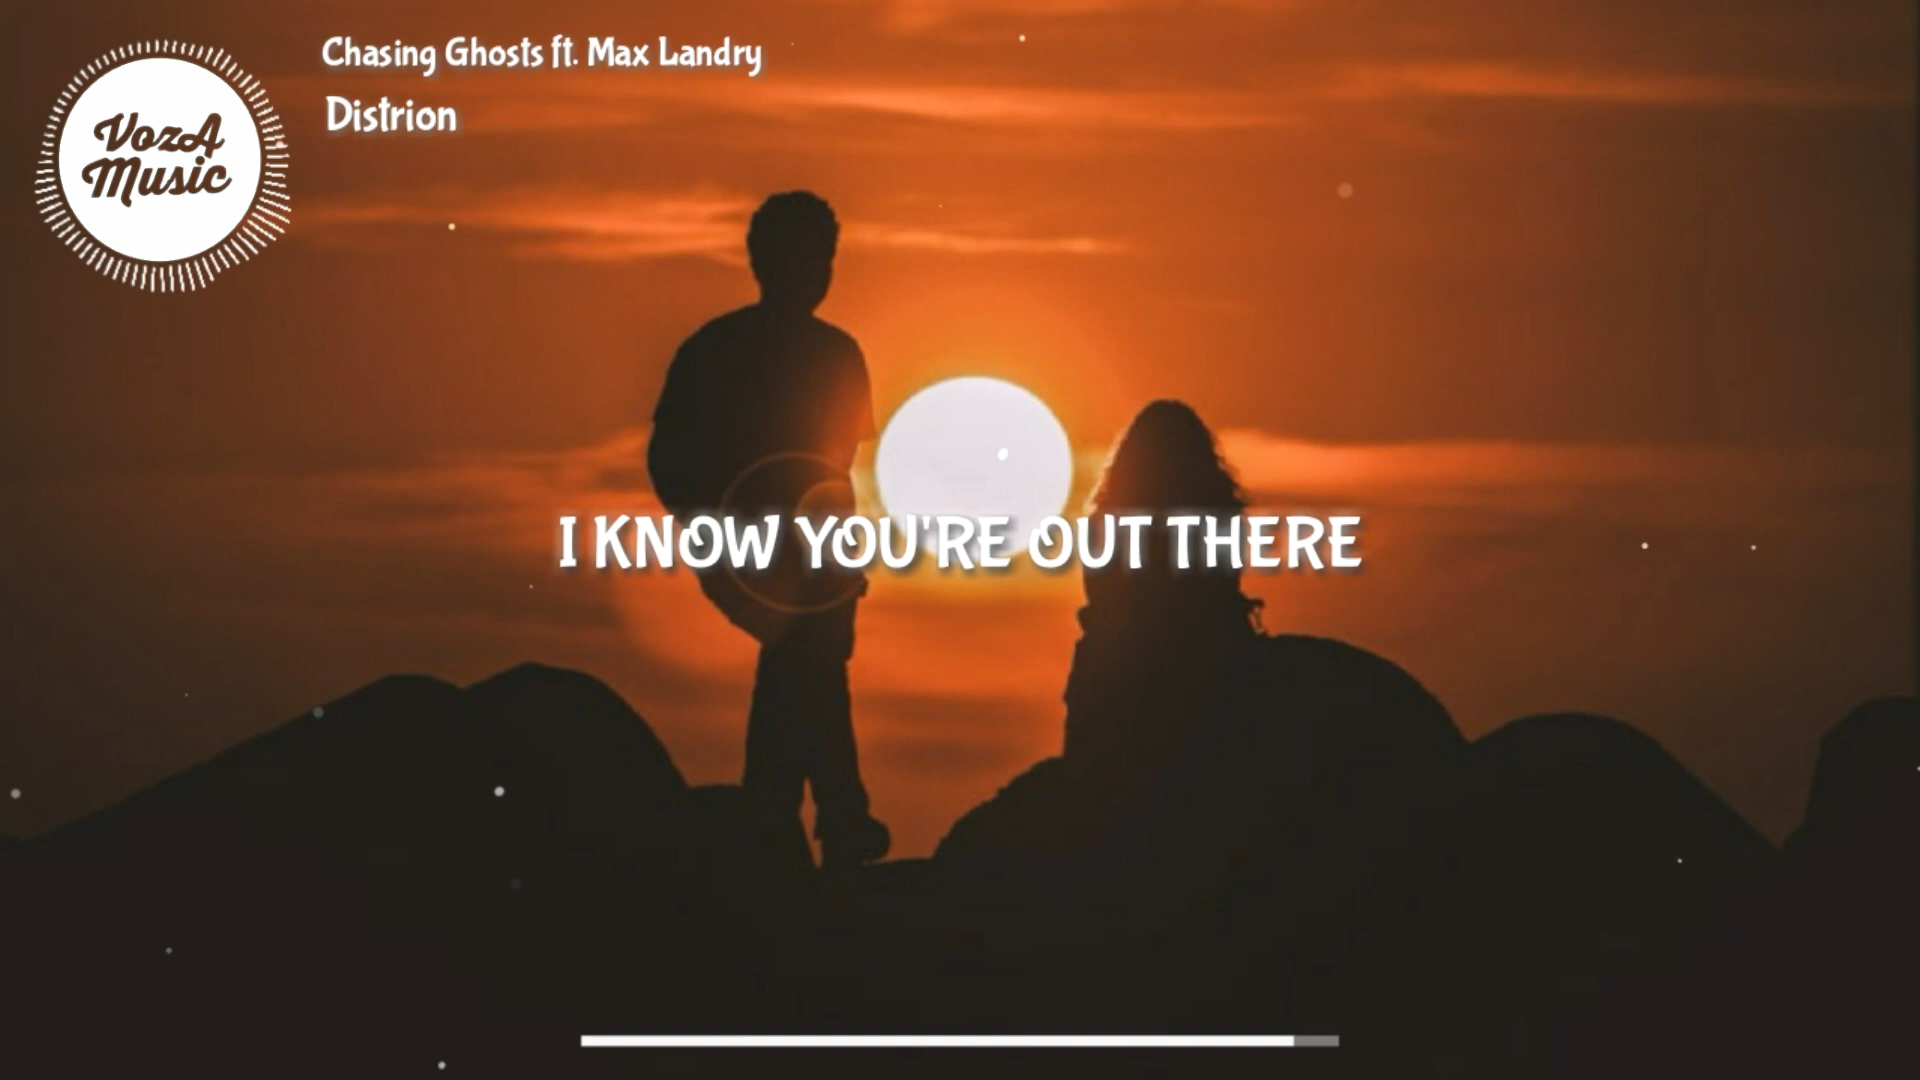 VozA
Music
Chasing Ghosts ft. Max Landry
Distrion
I KNOW YOU'RE OUT THERE